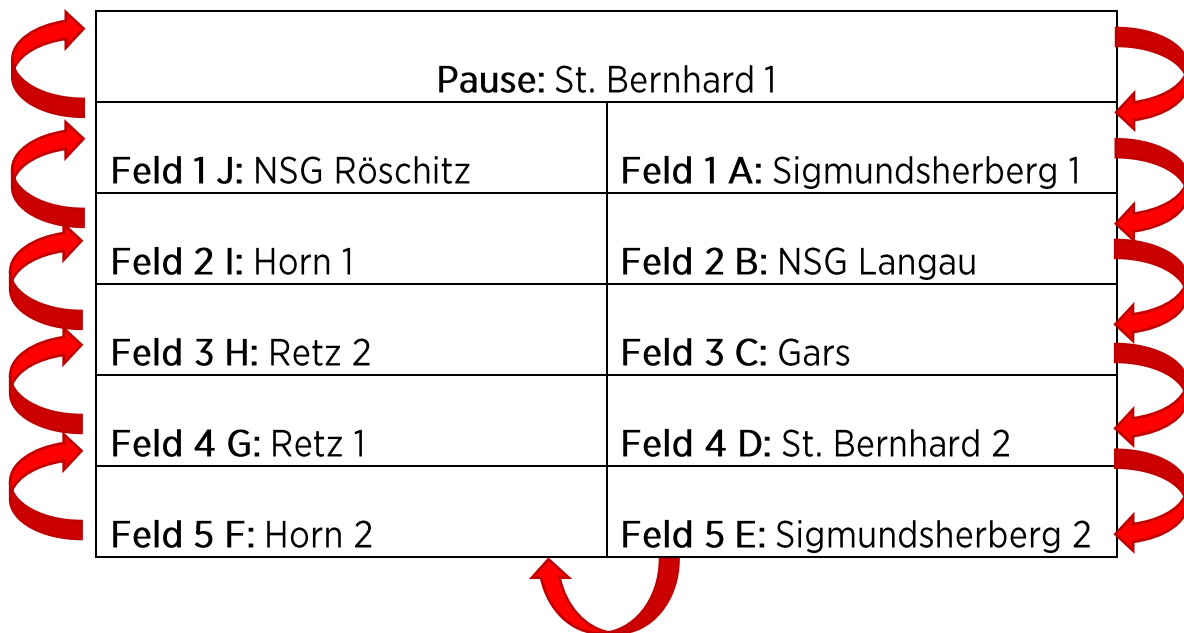 Pause: St. Bernhard 1
Feld 1 J: NSG Röschitz
Feld 1 A: Sigmundsherberg 1
Feld 2 I: Horn 1
Feld 2 B: NSG Langau
Feld 3 H: Retz 2
Feld 3 C: Gars
Feld 4 G: Retz 1
Feld 4 D: St. Bernhard 2
Feld 5 F: Horn 2
Feld 5 E: Sigmundsherberg 2